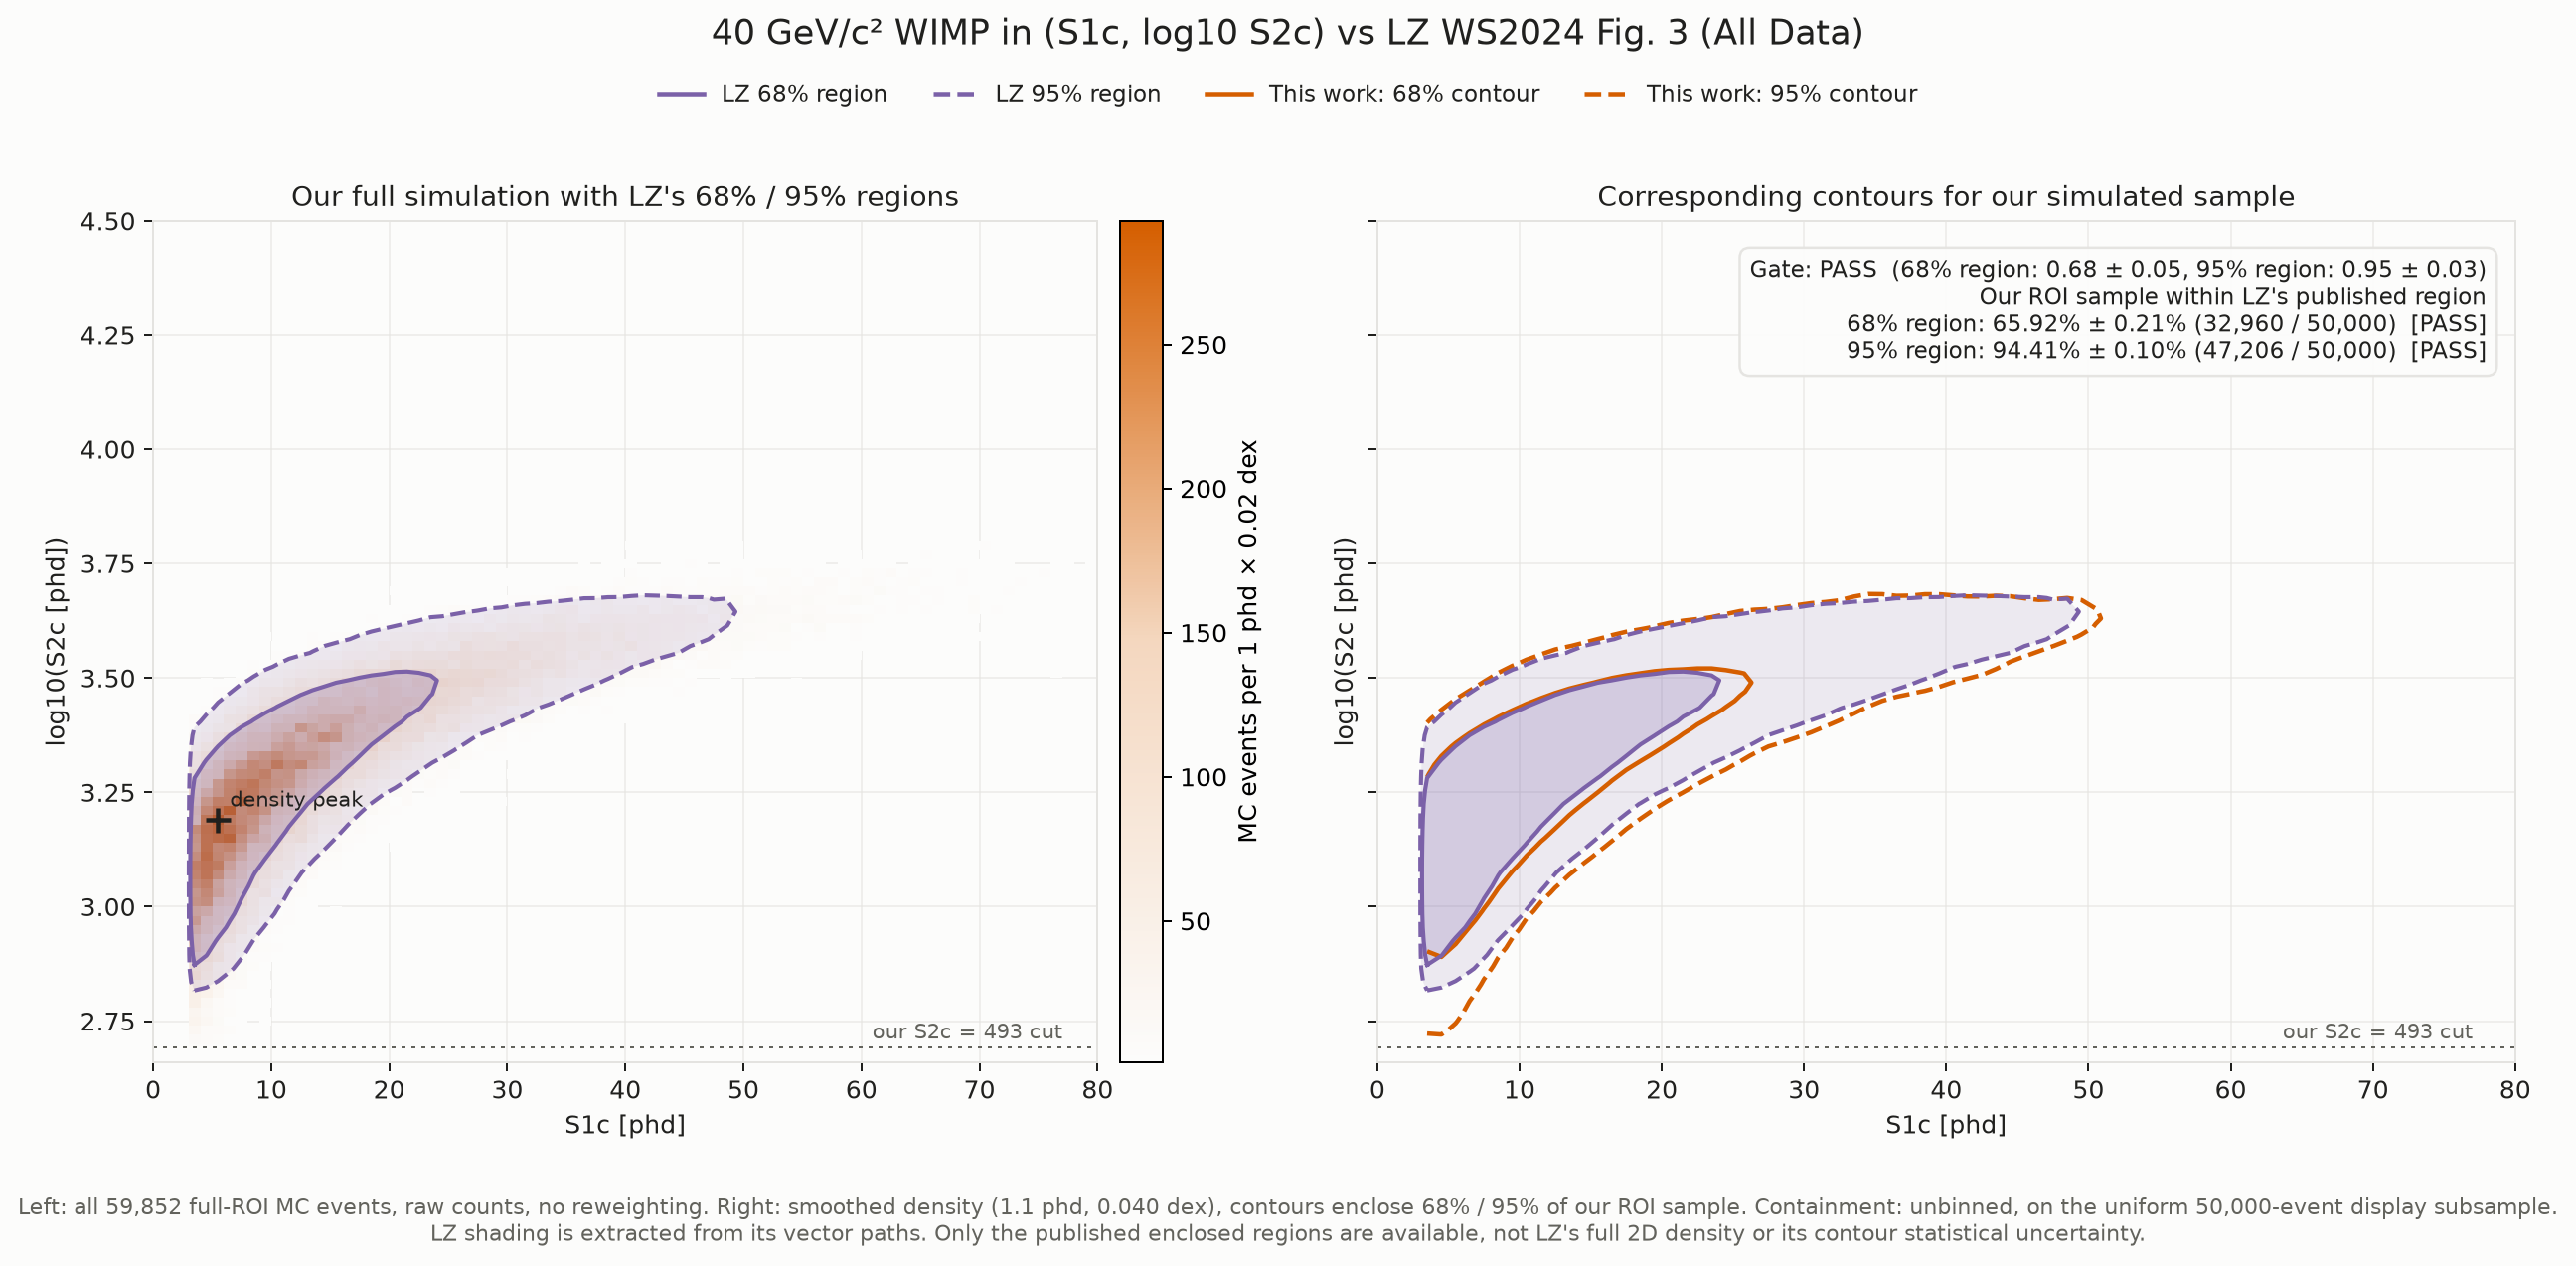 40 GeV/c² WIMP in (S1c, log10 S2c) vs LZ WS2024 Fig. 3 (All Data)
LZ 68% region
LZ 95% region
This work: 68% contour
This work: 95% contour
Our full simulation with LZ's 68% / 95% regions
4.50
4.25
4.00
3.75
3.50
3.25
3.00
2.75
log10(S2c [phd])
density peak
our S2c = 493 cut
0
10
20
30
40
50
60
70
80
S1c [phd]
250
200
150
100
50
MC events per 1 phd × 0.02 dex
Corresponding contours for our simulated sample
Gate: PASS (68% region: 0.68 ± 0.05, 95% region: 0.95 ± 0.03)
Our ROI sample within LZ's published region
68% region: 65.92% ± 0.21% (32,960 / 50,000) [PASS]
95% region: 94.41% ± 0.10% (47,206 / 50,000) [PASS]
log10(S2c [phd])
our S2c = 493 cut
0
10
20
30
40
50
60
70
80
S1c [phd]
Left: all 59,852 full-ROI MC events, raw counts, no reweighting. Right: smoothed density (1.1 phd, 0.040 dex), contours enclose 68% / 95% of our ROI sample. Containment: unbinned, on the uniform 50,000-event display subsample.
LZ shading is extracted from its vector paths. Only the published enclosed regions are available, not LZ's full 2D density or its contour statistical uncertainty.